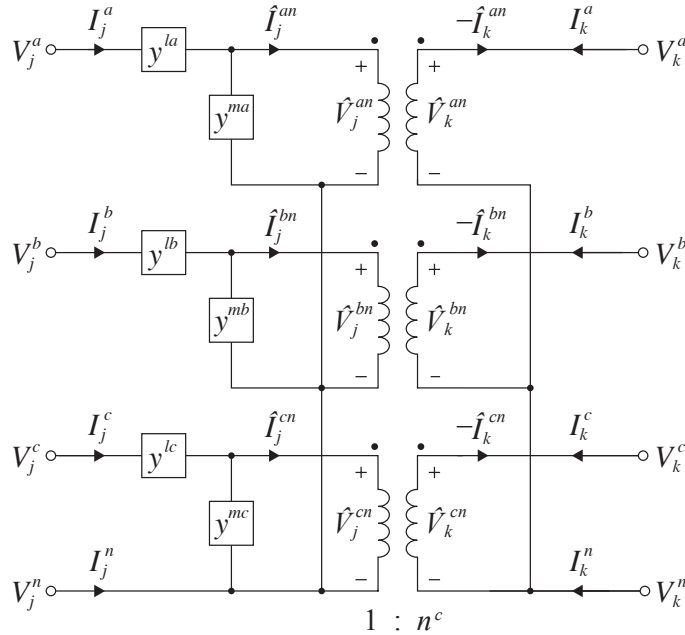 I_j^a Î_j^{an} −Î_k^{an} I_k^a
V_j^a y^{la} V_k^a
+ +
y^{ma} V̂_j^{an} V̂_k^{an}
− −
I_j^b Î_j^{bn} −Î_k^{bn} I_k^b
V_j^b y^{lb} V_k^b
+ +
y^{mb} V̂_j^{bn} V̂_k^{bn}
− −
I_j^c Î_j^{cn} −Î_k^{cn} I_k^c
V_j^c y^{lc} V_k^c
+ +
y^{mc} V̂_j^{cn} V̂_k^{cn}
I_j^n − − I_k^n
V_j^n V_k^n
1 : n^c